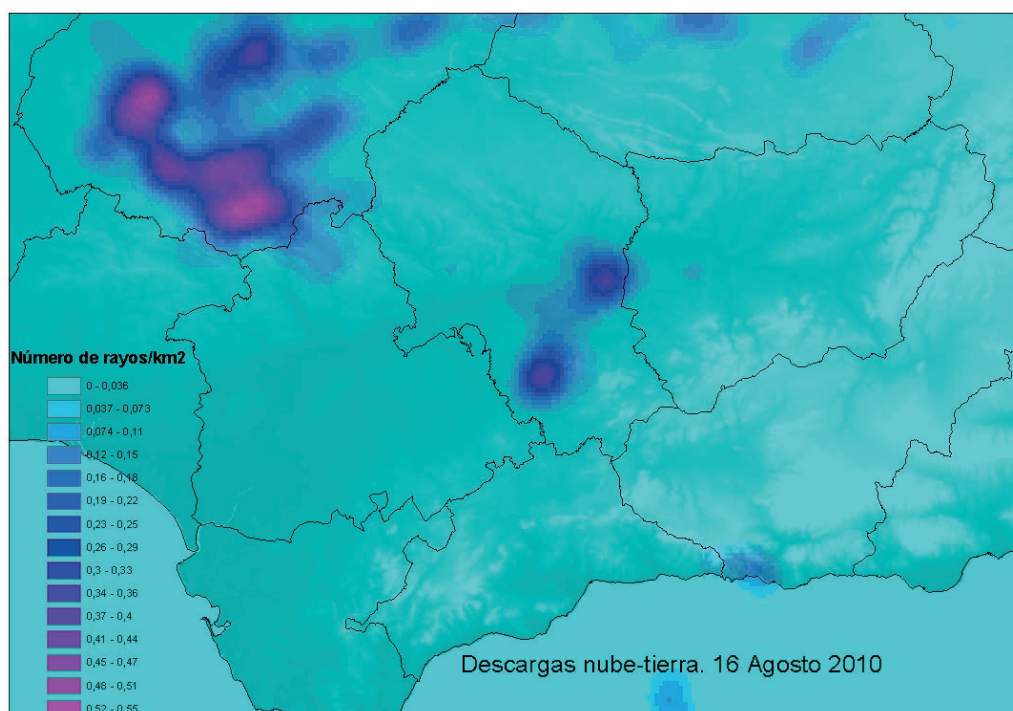 Número de rayos/km2
0 - 0,036
0,037 - 0,073
0,074 - 0,11
0,12 - 0,15
0,16 - 0,18
0,19 - 0,22
0,23 - 0,25
0,26 - 0,29
0,3 - 0,33
0,34 - 0,36
0,37 - 0,4
0,41 - 0,44
0,45 - 0,47
0,48 - 0,51
0,52 - 0,55
Descargas nube-tierra. 16 Agosto 2010